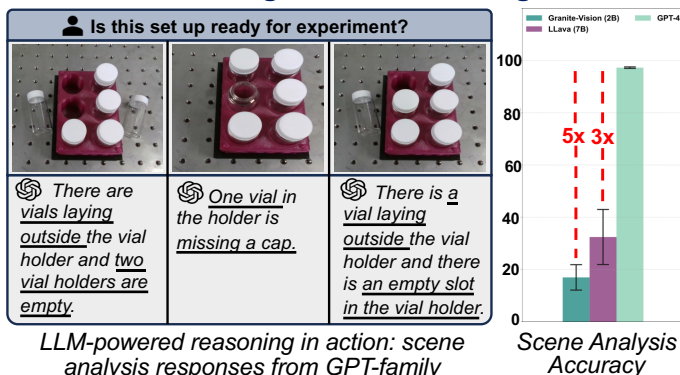 Is this set up ready for experiment?
There are
vials laying
outside the vial
holder and two
vial holders are
empty.
One vial in
the holder is
missing a cap.
There is a
vial laying
outside the vial
holder and there
is an empty slot
in the vial holder.
LLM-powered reasoning in action: scene
analysis responses from GPT-family
Granite-Vision (2B)
GPT-4
LLava (7B)
100
80
60
40
20
0
5x 3x
Scene Analysis
Accuracy